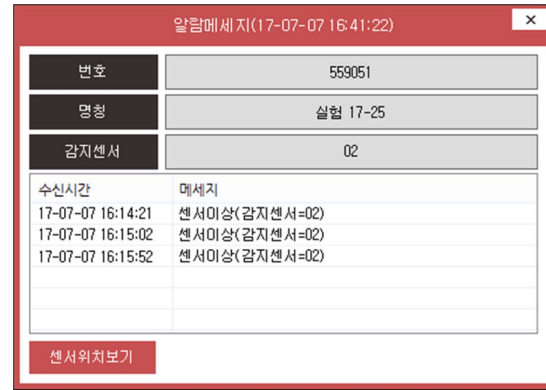 알람메세지(17-07-07 16:41:22)
번호 559051
명칭 실험 17-25
감지센서 02
수신시간 메세지
17-07-07 16:14:21 센서이상(감지센서=02)
17-07-07 16:15:02 센서이상(감지센서=02)
17-07-07 16:15:52 센서이상(감지센서=02)
센서위치보기